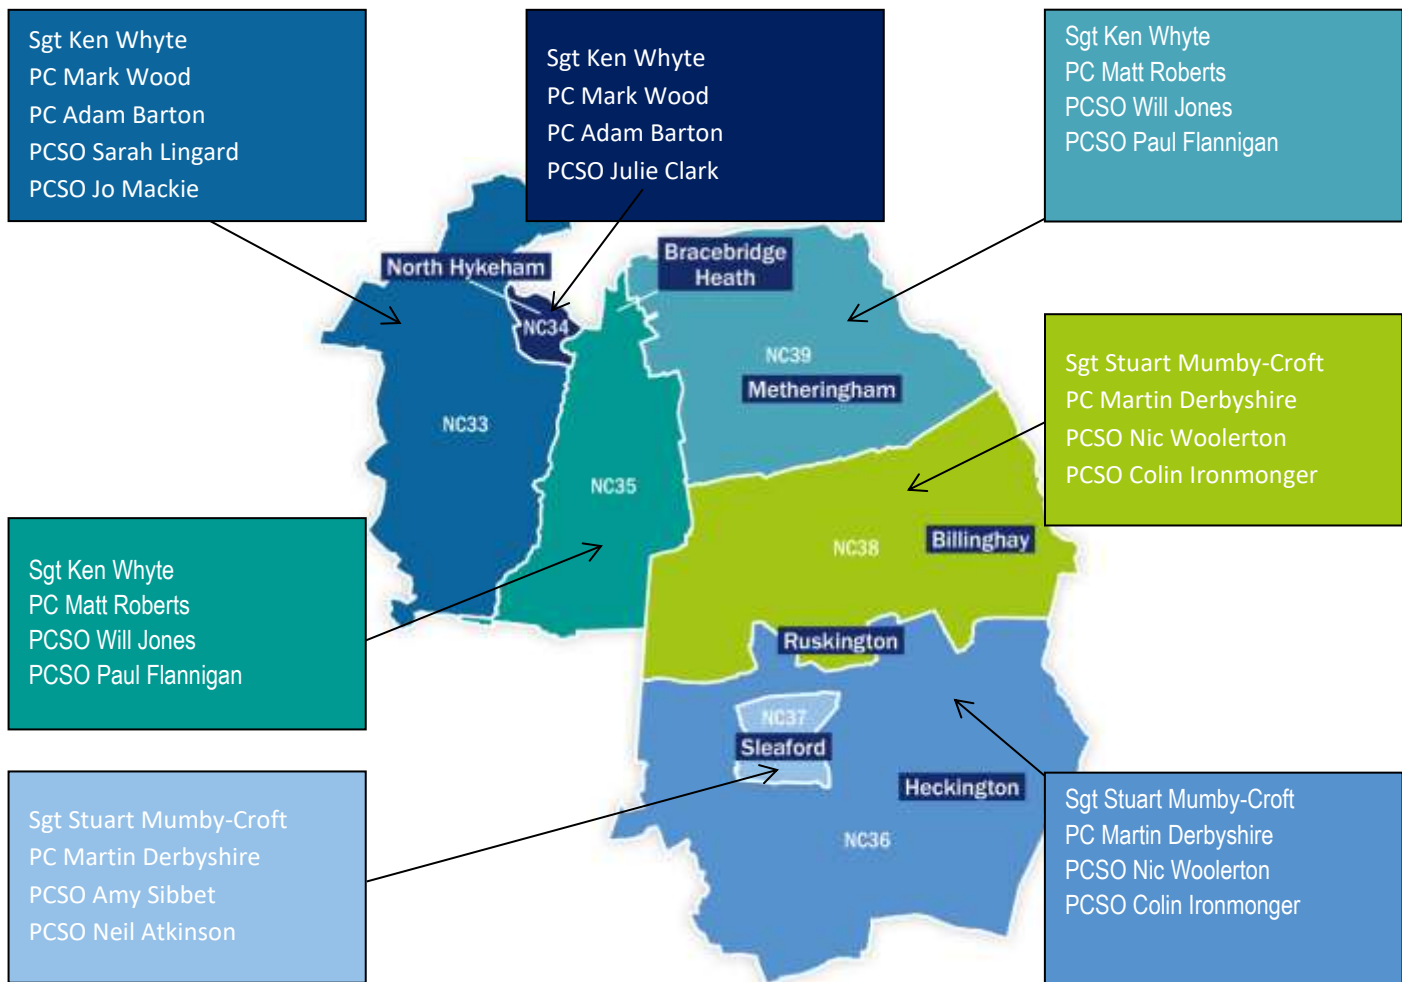 Sgt Ken Whyte
PC Mark Wood
PC Adam Barton
PCSO Sarah Lingard
PCSO Jo Mackie
Sgt Ken Whyte
PC Mark Wood
PC Adam Barton
PCSO Julie Clark
Sgt Ken Whyte
PC Matt Roberts
PCSO Will Jones
PCSO Paul Flannigan
North Hykeham
Bracebridge
Heath
NC34
NC39
Metheringham
NC33
NC35
Sgt Stuart Mumby-Croft
PC Martin Derbyshire
PCSO Nic Woolerton
PCSO Colin Ironmonger
NC38
Billinghay
Sgt Ken Whyte
PC Matt Roberts
PCSO Will Jones
PCSO Paul Flannigan
Ruskington
NC37
Sleaford
Heckington
NC36
Sgt Stuart Mumby-Croft
PC Martin Derbyshire
PCSO Amy Sibbet
PCSO Neil Atkinson
Sgt Stuart Mumby-Croft
PC Martin Derbyshire
PCSO Nic Woolerton
PCSO Colin Ironmonger